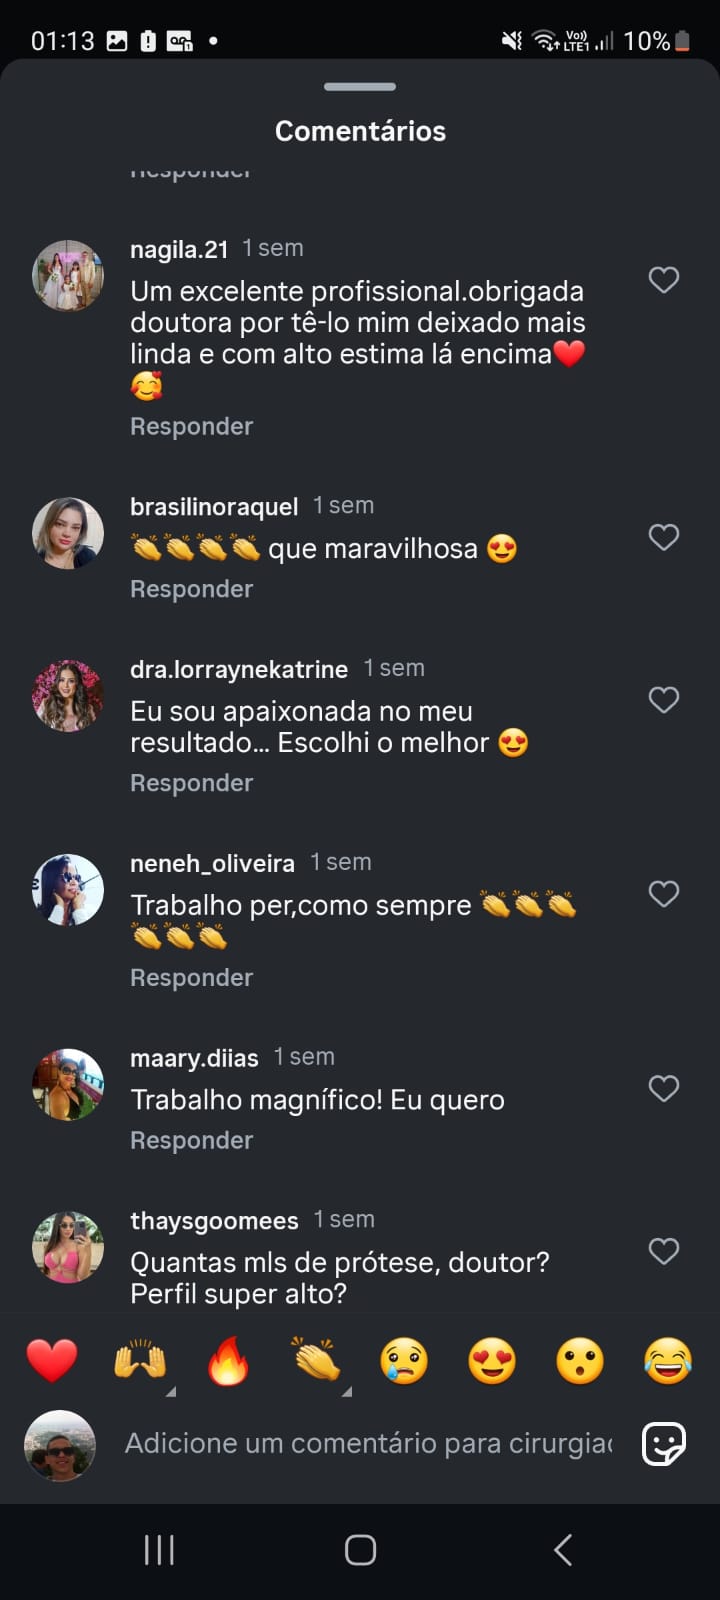 01:13
Vo))
LTE1
10%
Comentários
Responder
nagila.21 1 sem
Um excelente profissional.obrigada
doutora por tê-lo mim deixado mais
linda e com alto estima lá encima❤️
🥰
Responder
brasilinoraquel 1 sem
👏👏👏👏 que maravilhosa 😍
Responder
dra.lorraynekatrine 1 sem
Eu sou apaixonada no meu
resultado... Escolhi o melhor 😍
Responder
neneh_oliveira 1 sem
Trabalho per,como sempre 👏👏👏
👏👏👏
Responder
maary.diias 1 sem
Trabalho magnífico! Eu quero
Responder
thaysgoomees 1 sem
Quantas mls de prótese, doutor?
Perfil super alto?
❤️ 🙌 🔥 👏 😢 😍 😮 😂
Adicione um comentário para cirurgiac